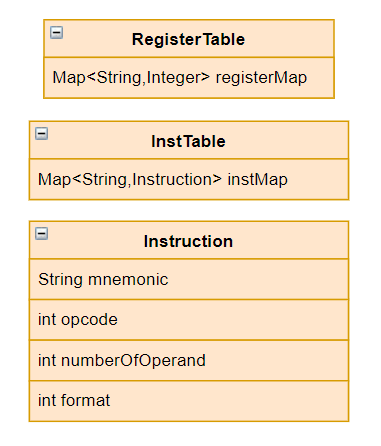 RegisterTable
Map<String,Integer> registerMap
InstTable
Map<String,Instruction> instMap
Instruction
String mnemonic
int opcode
int numberOfOperand
int format